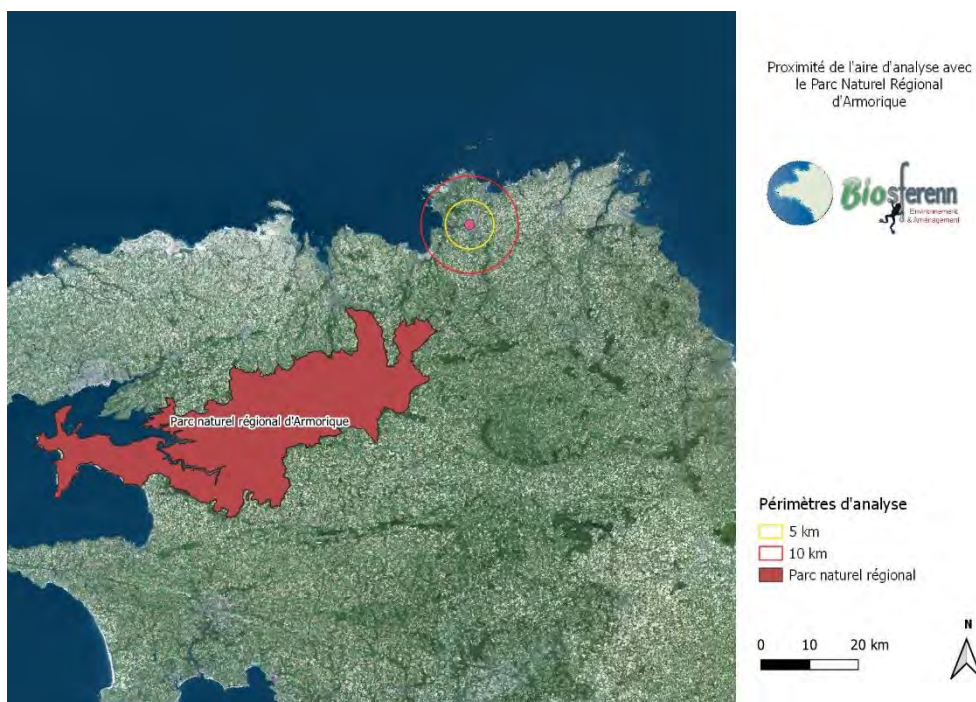 Proximité de l'aire d'analyse avec
le Parc Naturel Régional
d'Armorique
Biosferenn
Environnement
& Aménagement
Parc naturel régional d'Armorique
Périmètres d'analyse
5 km
10 km
Parc naturel régional
0 10 20 km
N